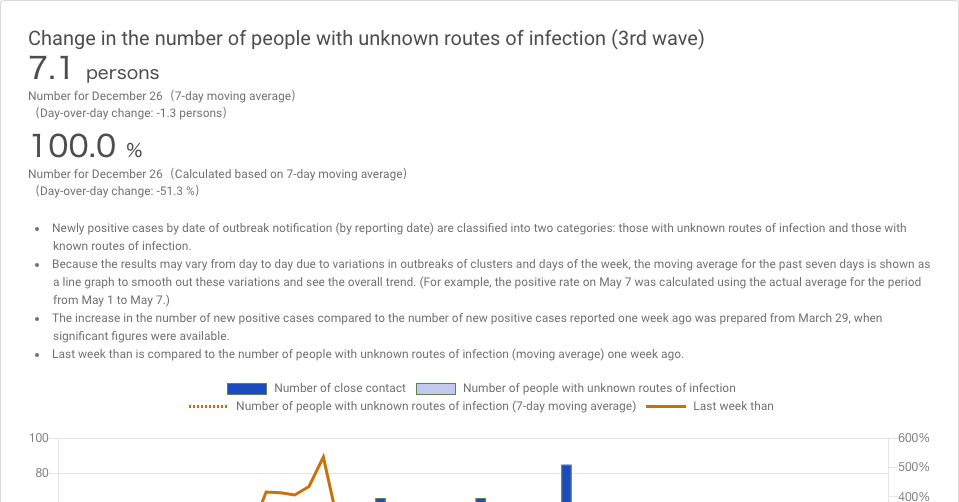 Change in the number of people with unknown routes of infection (3rd wave)
7.1 persons
Number for December 26（7-day moving average）
（Day-over-day change: -1.3 persons）
100.0 %
Number for December 26（Calculated based on 7-day moving average）
（Day-over-day change: -51.3 %）
• Newly positive cases by date of outbreak notification (by reporting date) are classified into two categories: those with unknown routes of infection and those with
known routes of infection.
• Because the results may vary from day to day due to variations in outbreaks of clusters and days of the week, the moving average for the past seven days is shown as
a line graph to smooth out these variations and see the overall trend. (For example, the positive rate on May 7 was calculated using the actual average for the period
from May 1 to May 7.)
• The increase in the number of new positive cases compared to the number of new positive cases reported one week ago was prepared from March 29, when
significant figures were available.
• Last week than is compared to the number of people with unknown routes of infection (moving average) one week ago.
Number of close contact Number of people with unknown routes of infection
Number of people with unknown routes of infection (7-day moving average) Last week than
100 600%
500%
80
400%